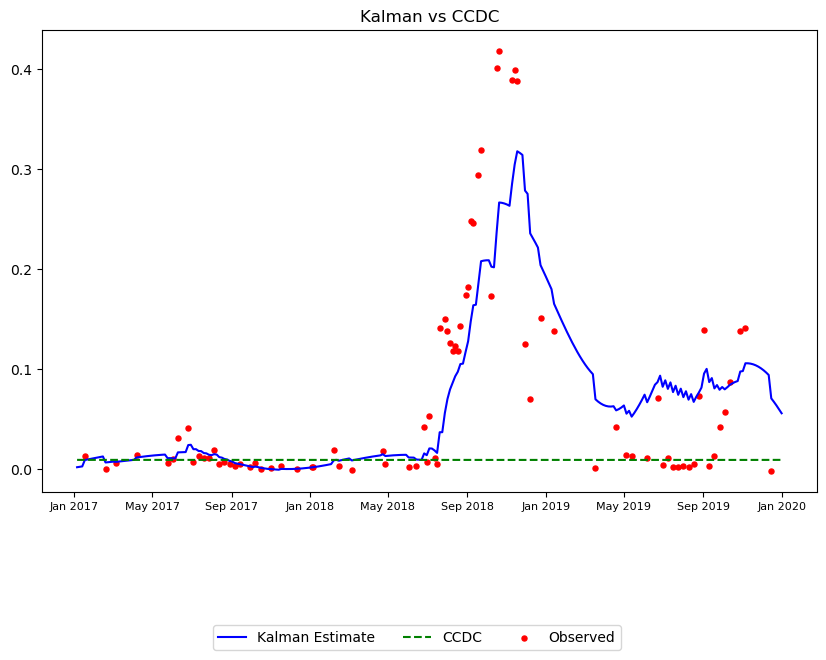 Kalman vs CCDC
0.4
0.3
0.2
0.1
0.0
Jan 2017 May 2017 Sep 2017 Jan 2018 May 2018 Sep 2018 Jan 2019 May 2019 Sep 2019 Jan 2020
Kalman Estimate CCDC Observed